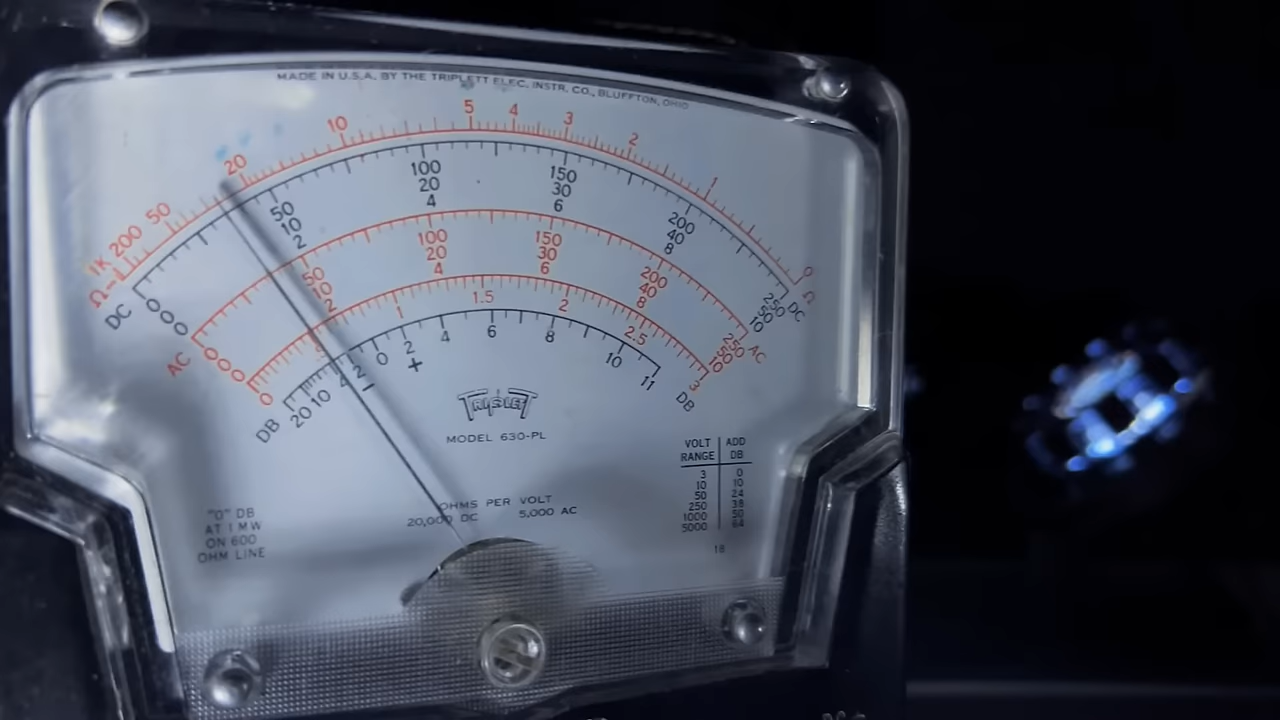 MADE IN U.S.A. BY THE TRIPLETT ELEC. INSTR. CO., BLUFFTON, OHIO
Ω 1K 200 50 20 10 5 4 3 2 1 0 Ω
DC 0 50 100 150 200 250 DC
0 10 20 30 40 50
0 2 4 6 8 10
AC 0 50 100 150 200 250 AC
0 10 20 30 40 50
0 2 4 6 8 10
0 1 1.5 2 2.5 3
DB 20 10 4 2 0 2 4 6 8 10 11 DB
− +
TRIPLETT
MODEL 630-PL
OHMS PER VOLT
20,000 DC 5,000 AC
"0" DB
AT 1 MW
ON 600
OHM LINE
VOLT ADD
RANGE DB
3 0
10 10
50 24
250 38
1000 50
5000 64
18